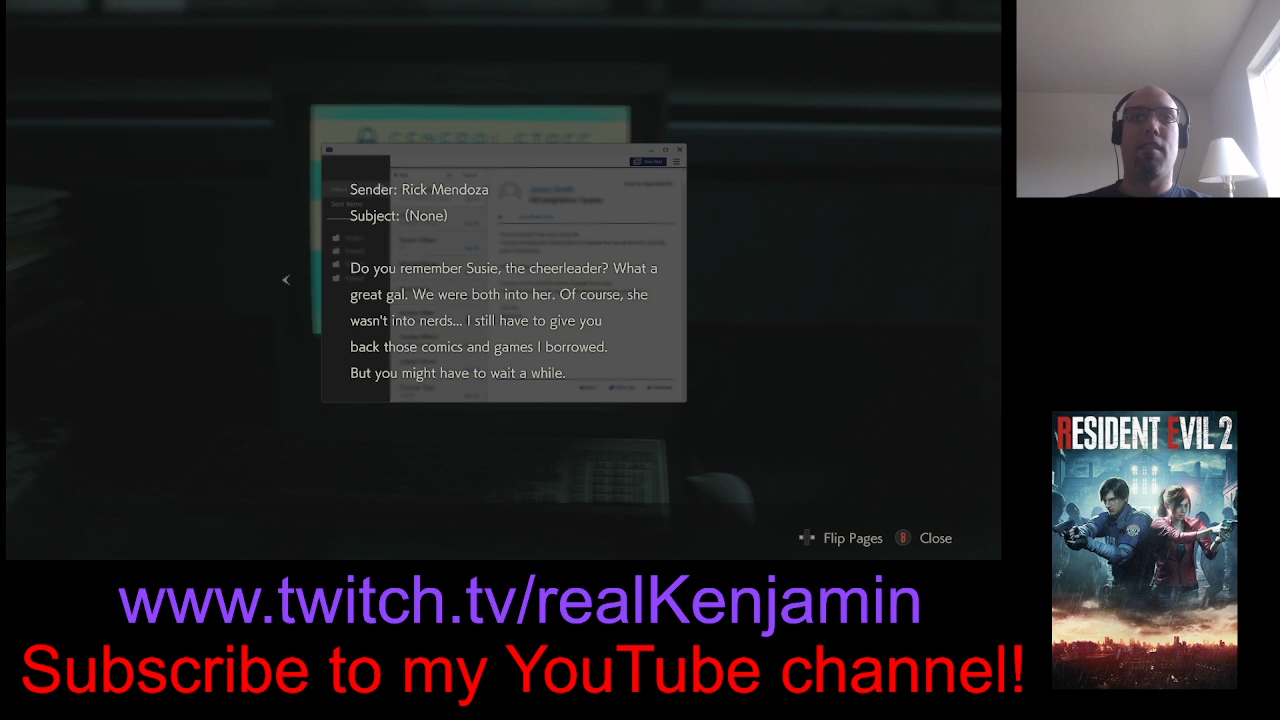 Sender: Rick Mendoza
Subject: (None)
Do you remember Susie, the cheerleader? What a
great gal. We were both into her. Of course, she
wasn't into nerds... I still have to give you
back those comics and games I borrowed.
But you might have to wait a while.
Flip Pages B Close
RESIDENT EVIL 2
www.twitch.tv/realKenjamin
Subscribe to my YouTube channel!